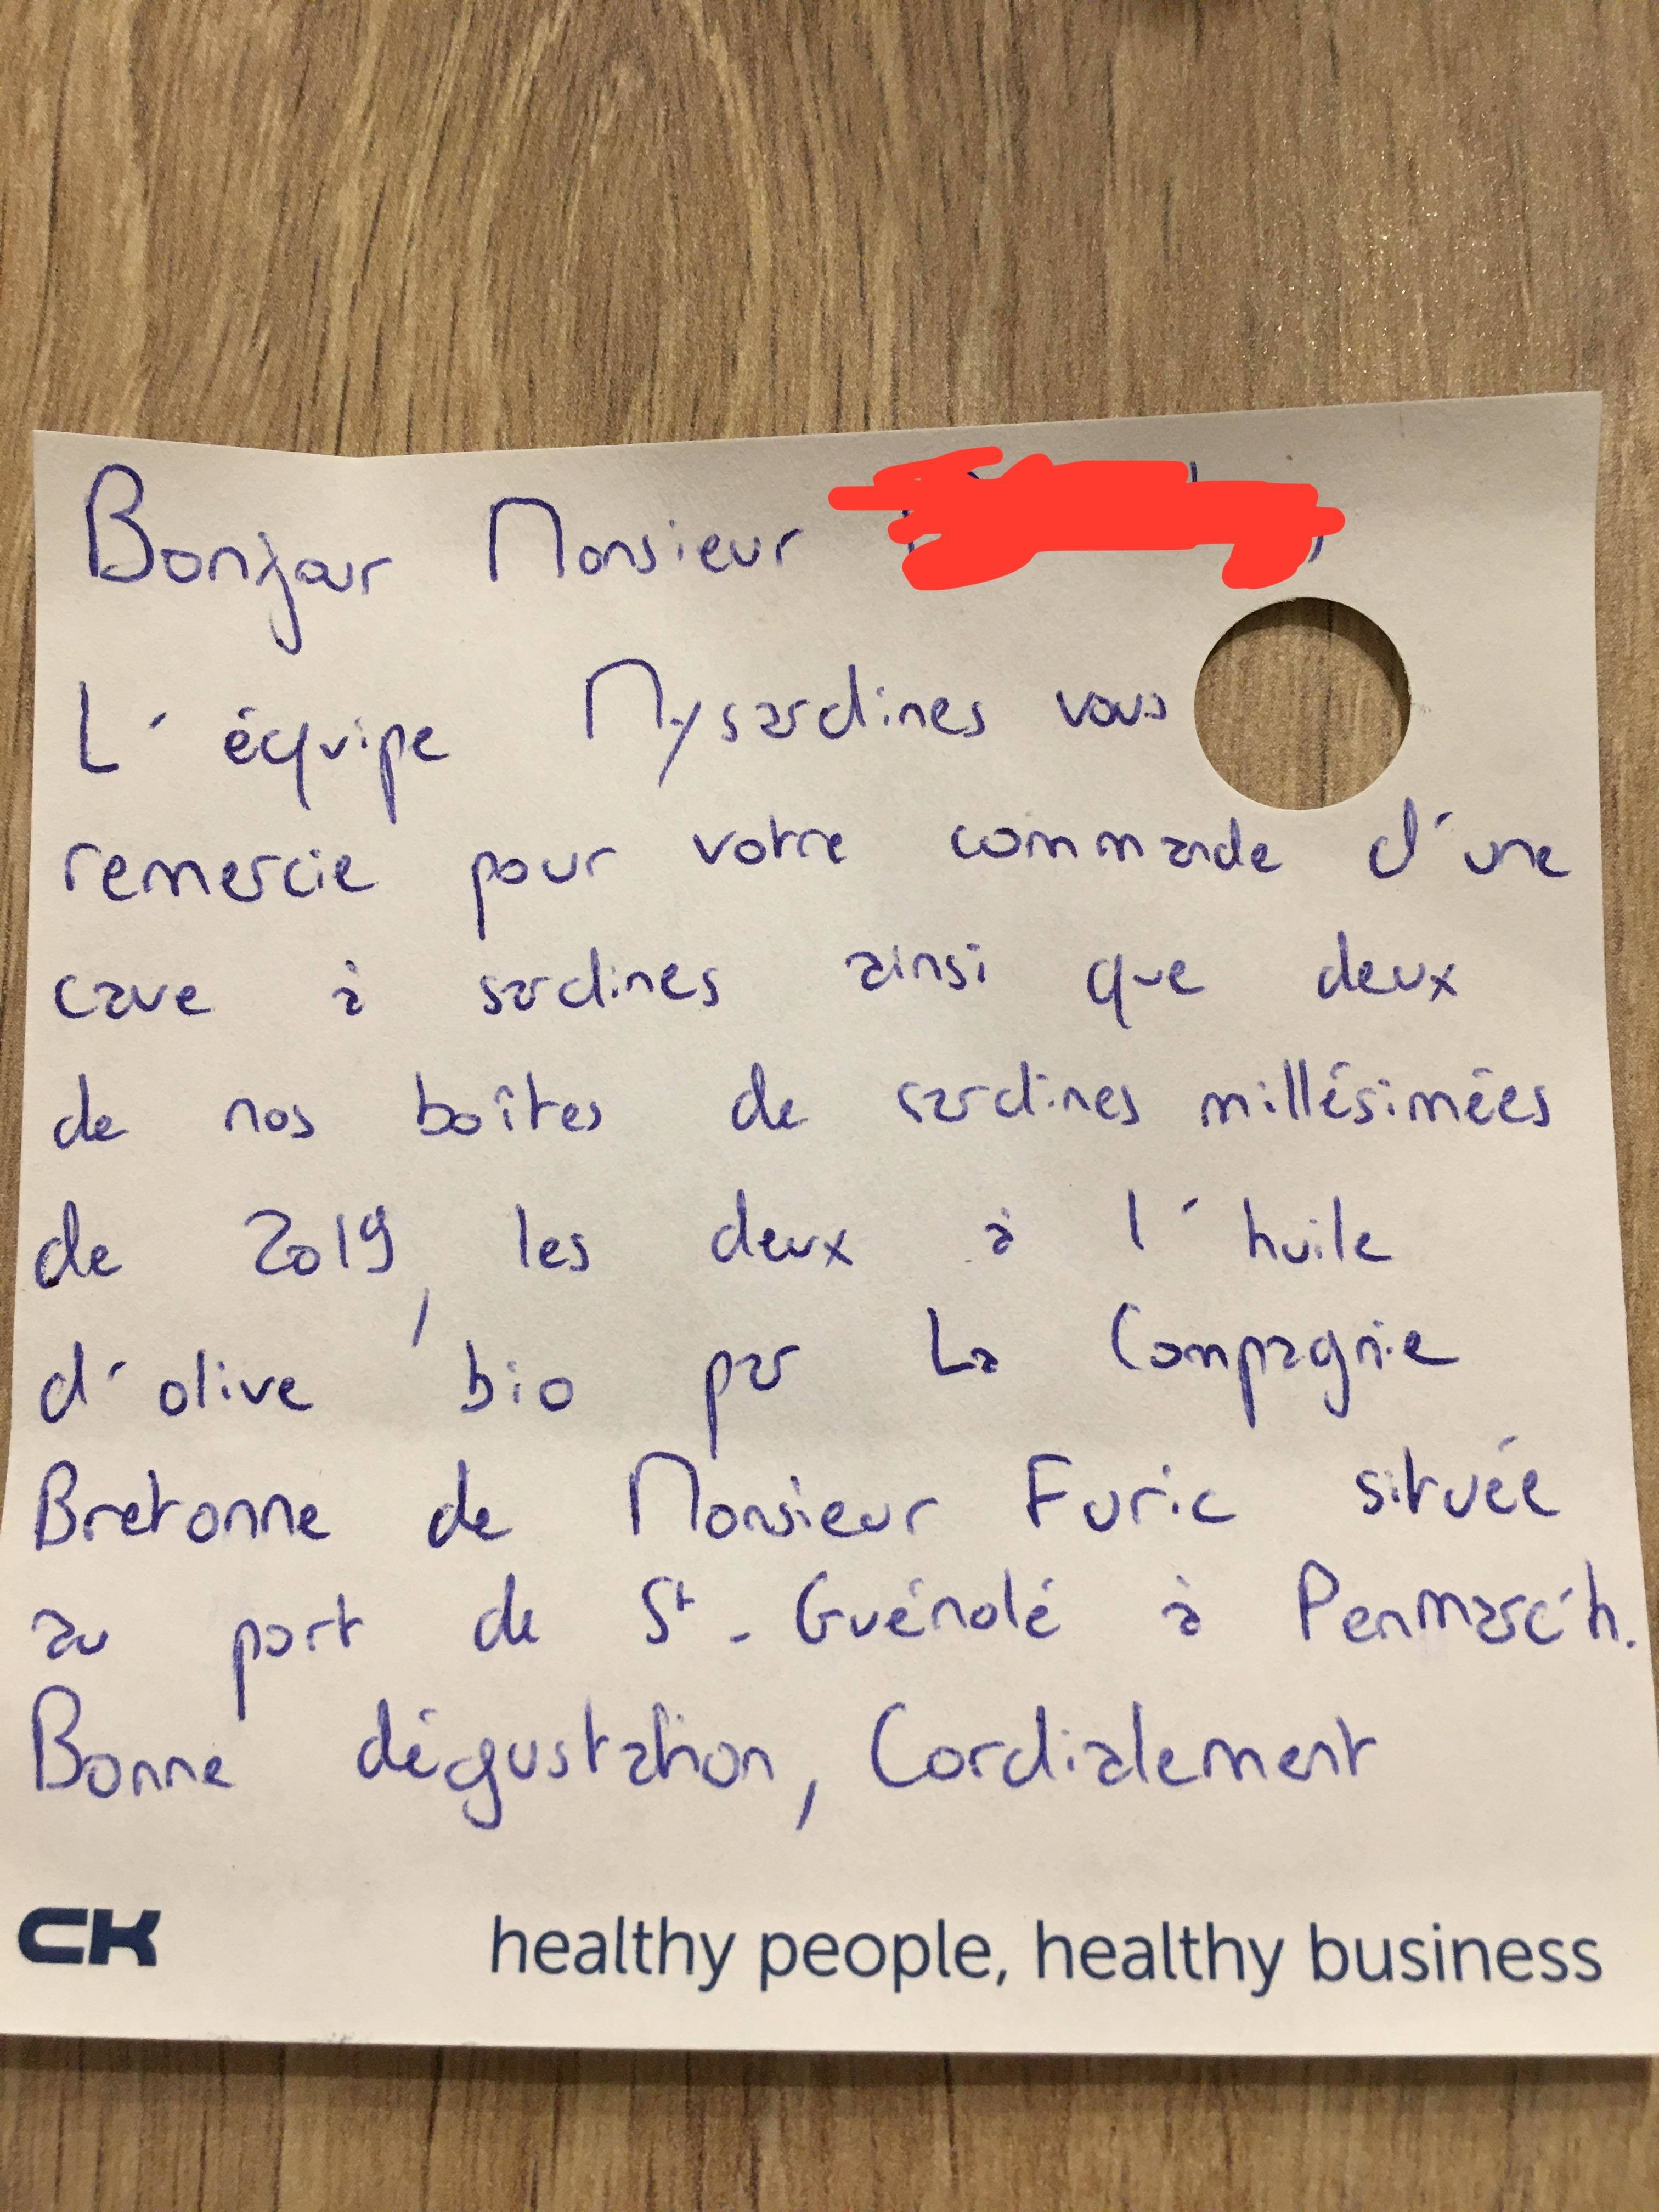 Bonjour Monsieur
L'équipe Mysardines vous
remercie pour votre commande d'une
cave à sardines ainsi que deux
de nos boîtes de sardines millésimées
de 2019, les deux à l'huile
d'olive bio par La Compagnie
Bretonne de Monsieur Furic située
au port de St-Guénolé à Penmarc'h.
Bonne dégustation, Cordialement
CK healthy people, healthy business